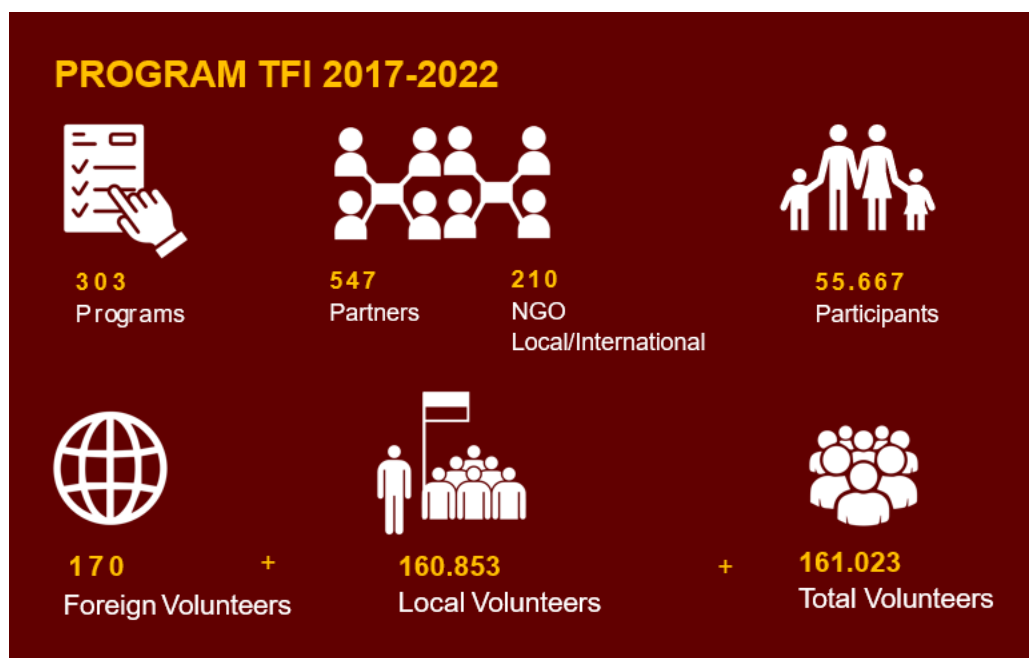 PROGRAM TFI 2017-2022
303
Programs
547
Partners
210
NGO
Local/International
55.667
Participants
170
Foreign Volunteers
+
160.853
Local Volunteers
+
161.023
Total Volunteers